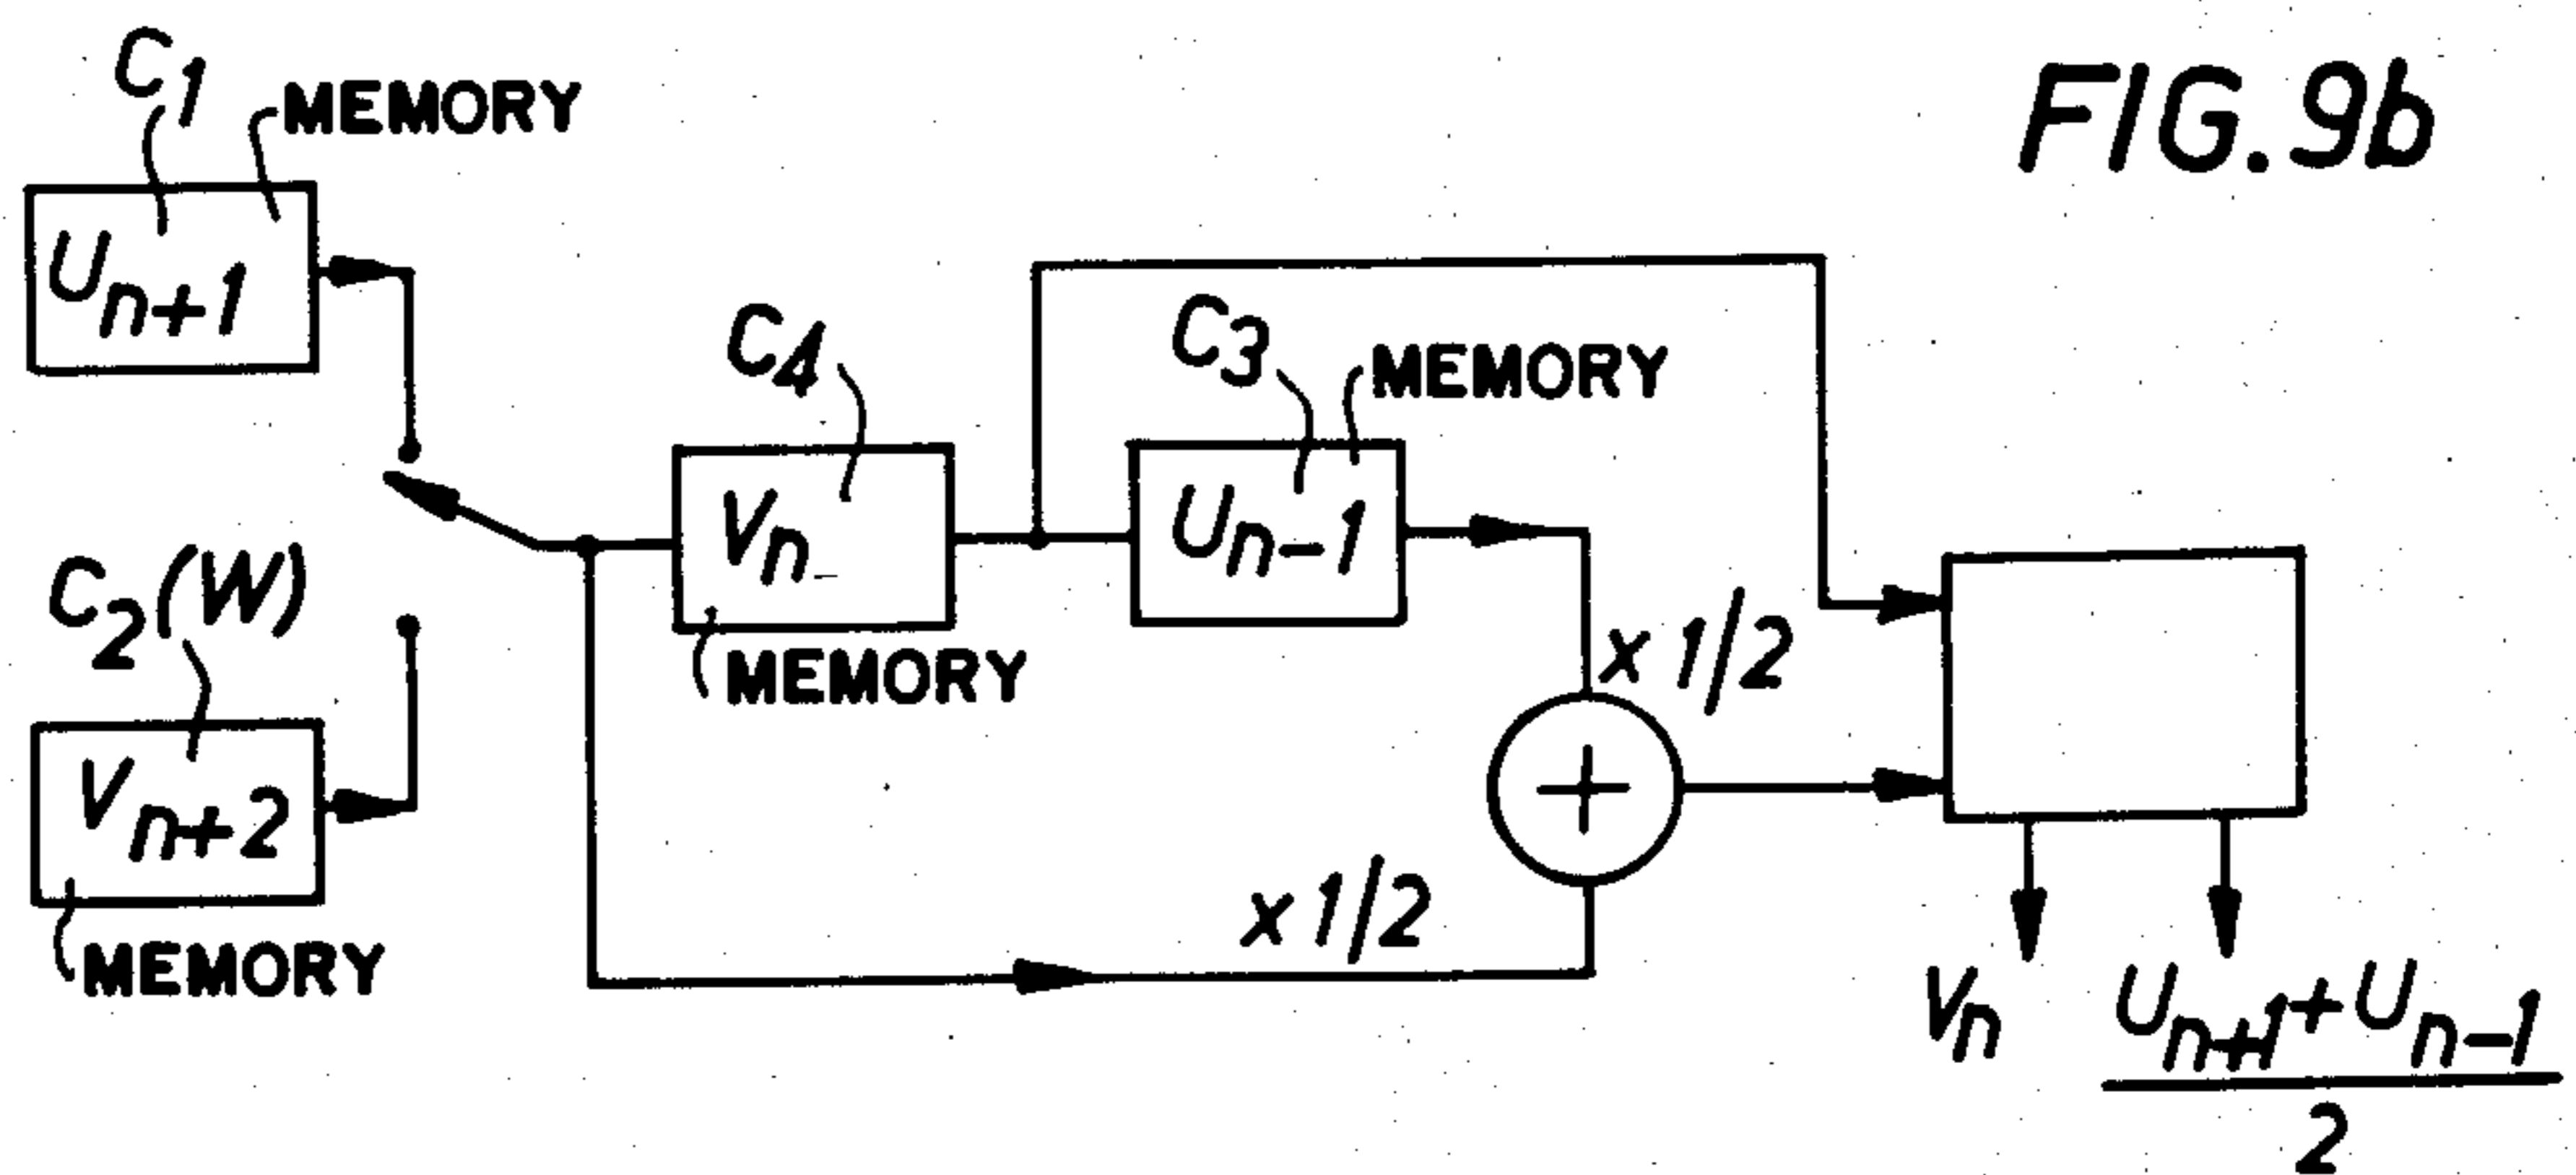 FIG. 9b
C1
MEMORY
Un+1
C4
Vn
MEMORY
C3
MEMORY
Un-1
C2(W)
Vn+2
MEMORY
x 1/2
+
x 1/2
Vn
Un+1+Un-1
2